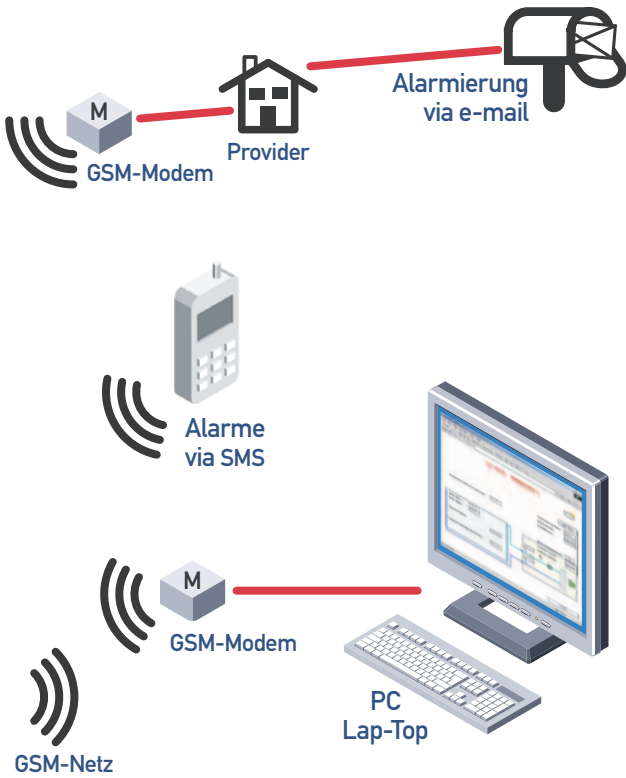 Alarmierung
via e-mail
M
Provider
GSM-Modem
Alarme
via SMS
M
GSM-Modem
PC
Lap-Top
GSM-Netz